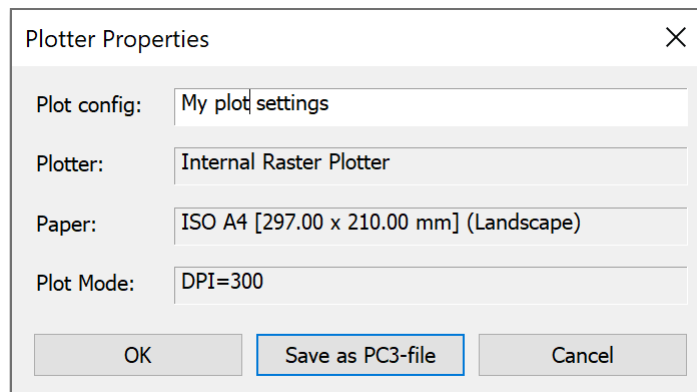 Plotter Properties
Plot config: My plot settings
Plotter: Internal Raster Plotter
Paper: ISO A4 [297.00 x 210.00 mm] (Landscape)
Plot Mode: DPI=300
OK Save as PC3-file Cancel